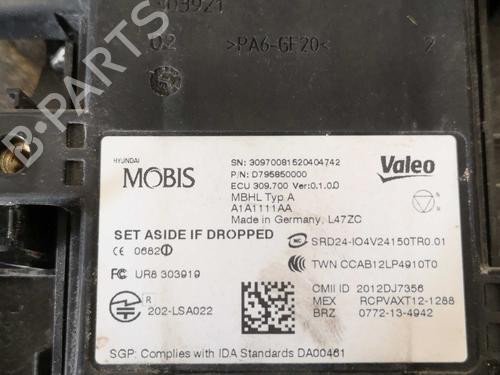 503921
02 >PA6-GF20< 2
B-PARTS
HYUNDAI
MOBIS
SN: 30970081520404742
P/N: D795850000
ECU 309.700 Ver:0.1.0.0
MBHL Typ A
A1A1111AA
Made in Germany, L47ZC
Valeo
SET ASIDE IF DROPPED
CE 0682
UR8 303919
R
202-LSA022
SRD24-IO4V24150TR0.01
TWN CCAB12LP4910T0
CMII ID 2012DJ7356
MEX RCPVAXT12-1288
BRZ 0772-13-4942
SGP: Complies with IDA Standards DA00461